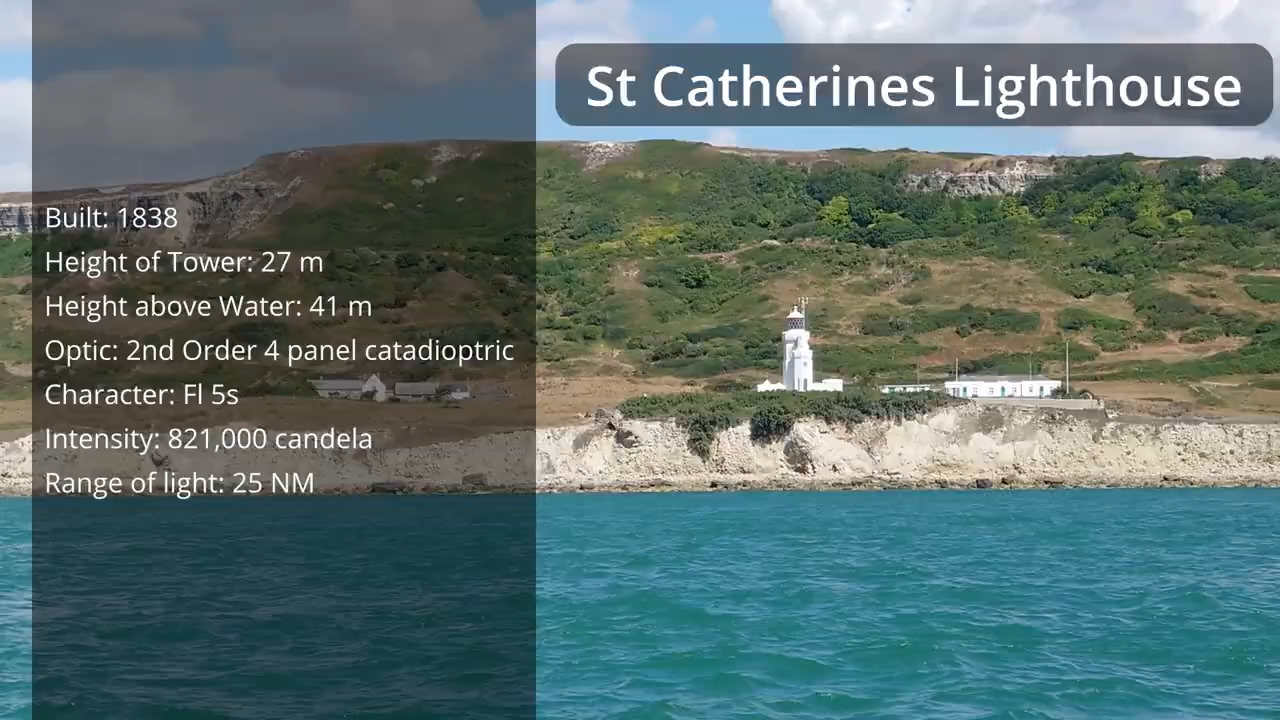 St Catherines Lighthouse
Built: 1838
Height of Tower: 27 m
Height above Water: 41 m
Optic: 2nd Order 4 panel catadioptric
Character: Fl 5s
Intensity: 821,000 candela
Range of light: 25 NM